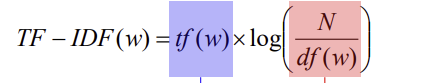 TF − IDF(w) = tf(w) × log(N / df(w))